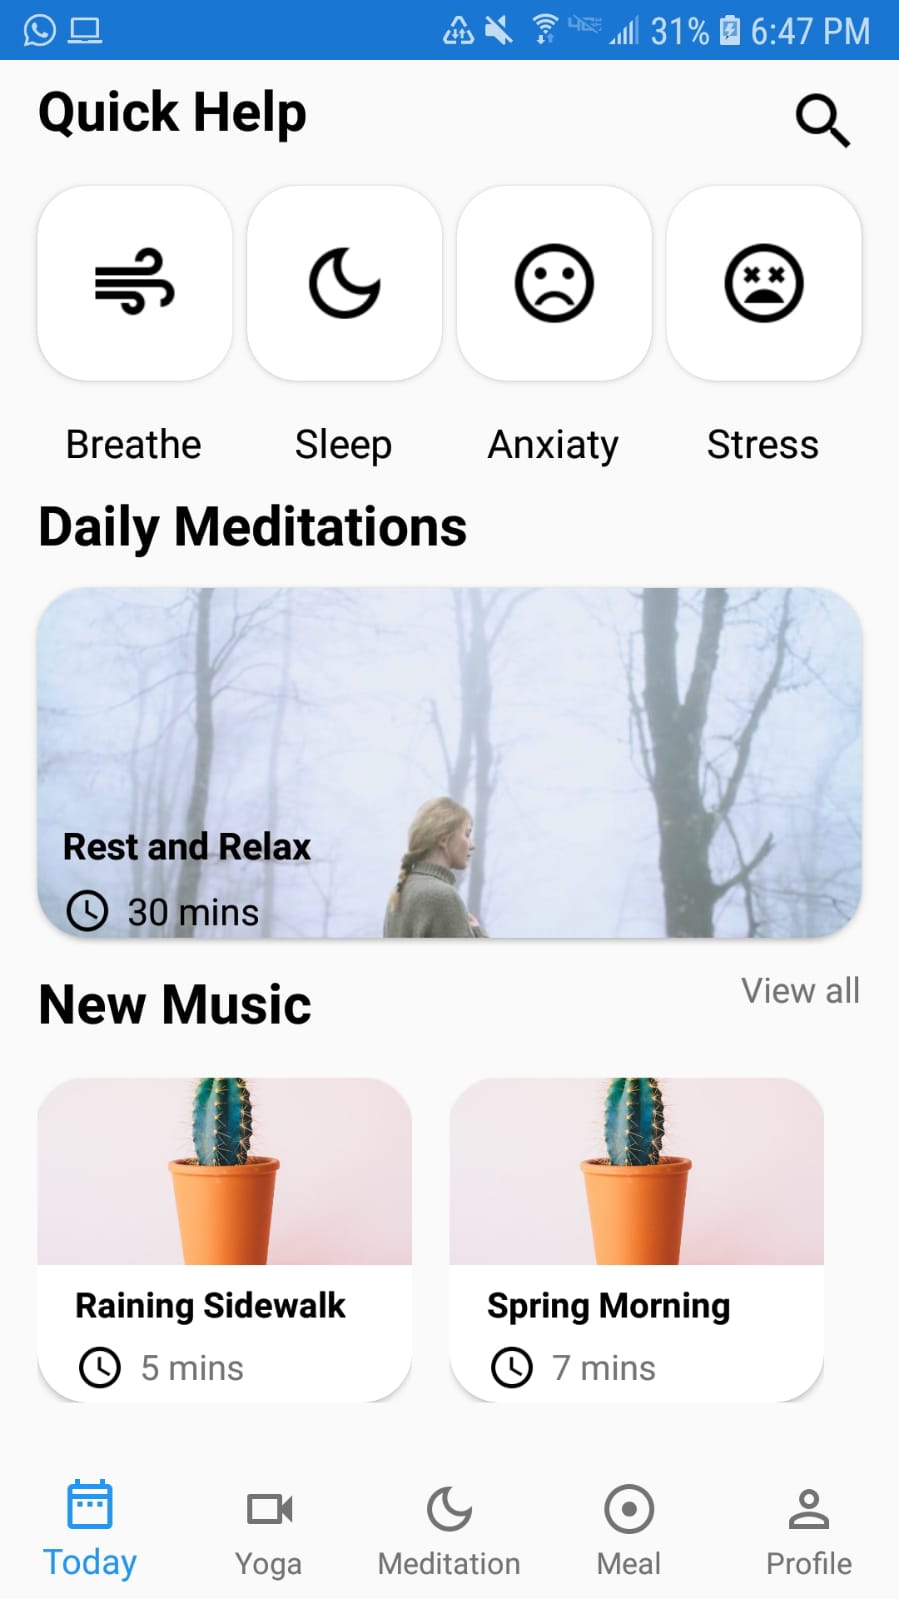 31% 6:47 PM
Quick Help
Breathe Sleep Anxiaty Stress
Daily Meditations
Rest and Relax
30 mins
New Music View all
Raining Sidewalk Spring Morning
5 mins 7 mins
Today Yoga Meditation Meal Profile